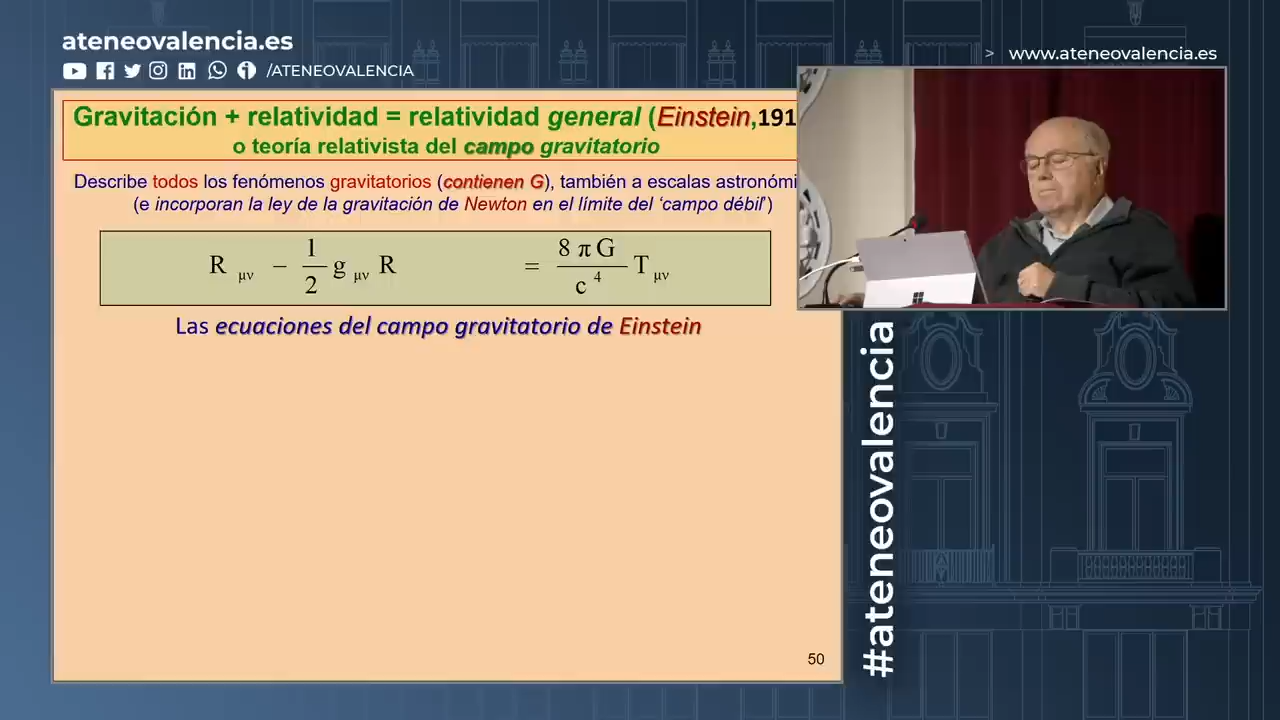 ateneovalencia.es
/ATENEOVALENCIA
> www.ateneovalencia.es
Gravitación + relatividad = relatividad general (Einstein,191
o teoría relativista del campo gravitatorio
Describe todos los fenómenos gravitatorios (contienen G), también a escalas astronómi
(e incorporan la ley de la gravitación de Newton en el límite del ‘campo débil’)
R μν − 1/2 g μν R = 8 π G / c 4 T μν
Las ecuaciones del campo gravitatorio de Einstein
50
#ateneovalencia